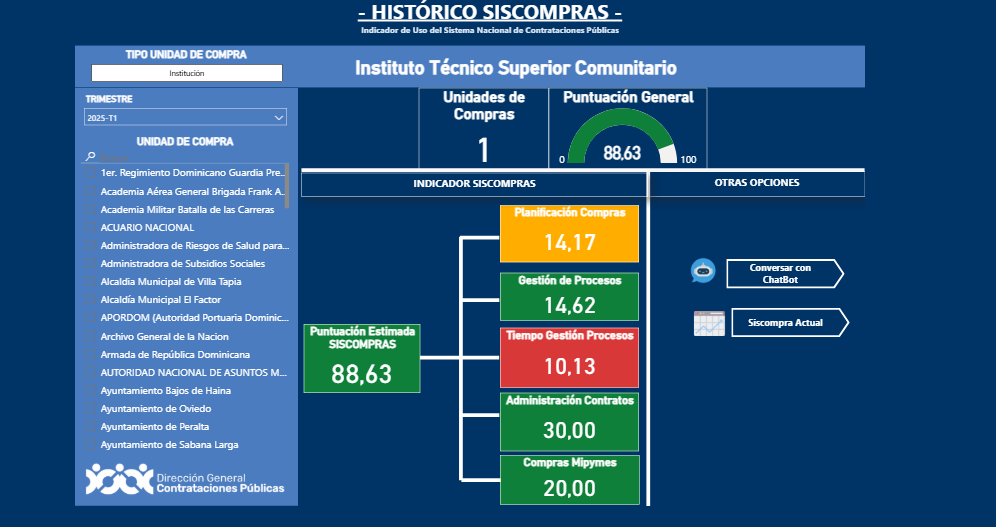 - HISTÓRICO SISCOMPRAS -
Indicador de Uso del Sistema Nacional de Contrataciones Públicas
TIPO UNIDAD DE COMPRA
Institución
Instituto Técnico Superior Comunitario
TRIMESTRE
2025-T1
UNIDAD DE COMPRA
1er. Regimiento Dominicano Guardia Pre...
Academia Aérea General Brigada Frank A...
Academia Militar Batalla de las Carreras
ACUARIO NACIONAL
Administradora de Riesgos de Salud para...
Administradora de Subsidios Sociales
Alcaldia Municipal de Villa Tapia
Alcaldía Municipal El Factor
APORDOM (Autoridad Portuaria Dominic...
Archivo General de la Nacion
Armada de República Dominicana
AUTORIDAD NACIONAL DE ASUNTOS M...
Ayuntamiento Bajos de Haina
Ayuntamiento de Oviedo
Ayuntamiento de Peralta
Ayuntamiento de Sabana Larga
Dirección General
Contrataciones Públicas
Unidades de
Compras
1
Puntuación General
88,63
0
100
INDICADOR SISCOMPRAS
OTRAS OPCIONES
Puntuación Estimada
SISCOMPRAS
88,63
Planificación Compras
14,17
Gestión de Procesos
14,62
Tiempo Gestión Procesos
10,13
Administración Contratos
30,00
Compras Mipymes
20,00
Conversar con
ChatBot
Siscompra Actual